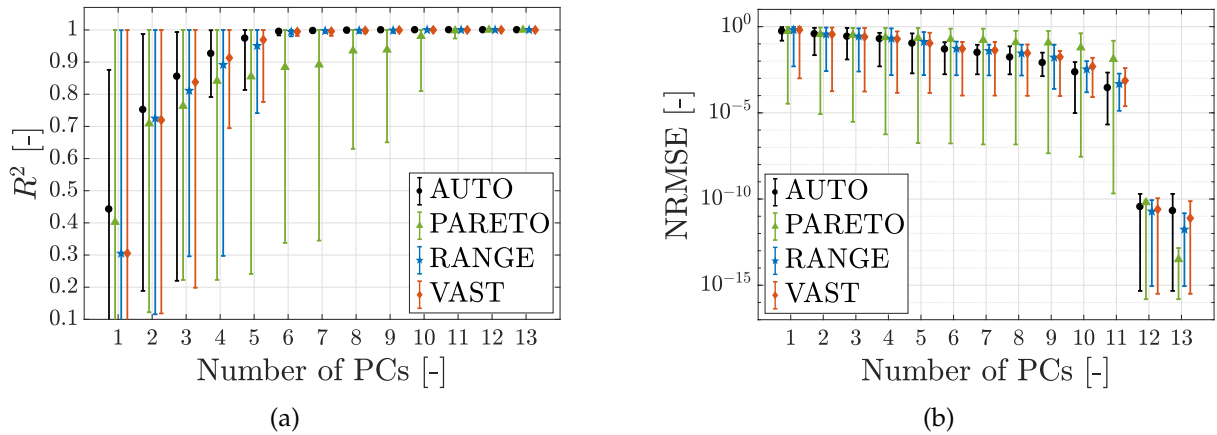 1
0.9
0.8
0.7
0.6
0.5
0.4
0.3
0.2
0.1
R² [-]
AUTO
PARETO
RANGE
VAST
1 2 3 4 5 6 7 8 9 10 11 12 13
Number of PCs [-]
(a)
10⁰
10⁻⁵
10⁻¹⁰
10⁻¹⁵
NRMSE [-]
AUTO
PARETO
RANGE
VAST
1 2 3 4 5 6 7 8 9 10 11 12 13
Number of PCs [-]
(b)